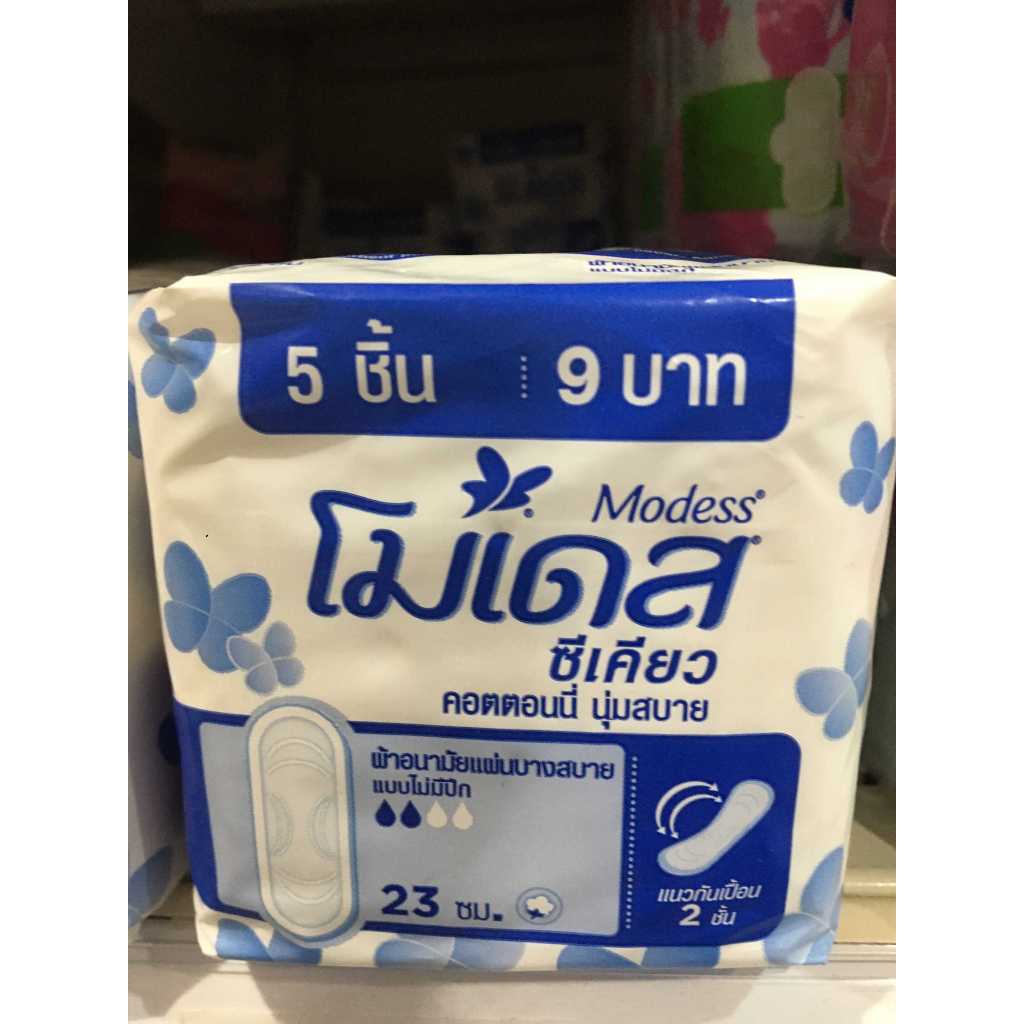 5 ชิ้น 9 บาท
Modess®
โมเดส®
ซีเคียว
คอตตอนนี่ นุ่มสบาย
ผ้าอนามัยแผ่นบางสบาย
แบบไม่มีปีก
23 ซม.
แนวกันเปื้อน
2 ชั้น